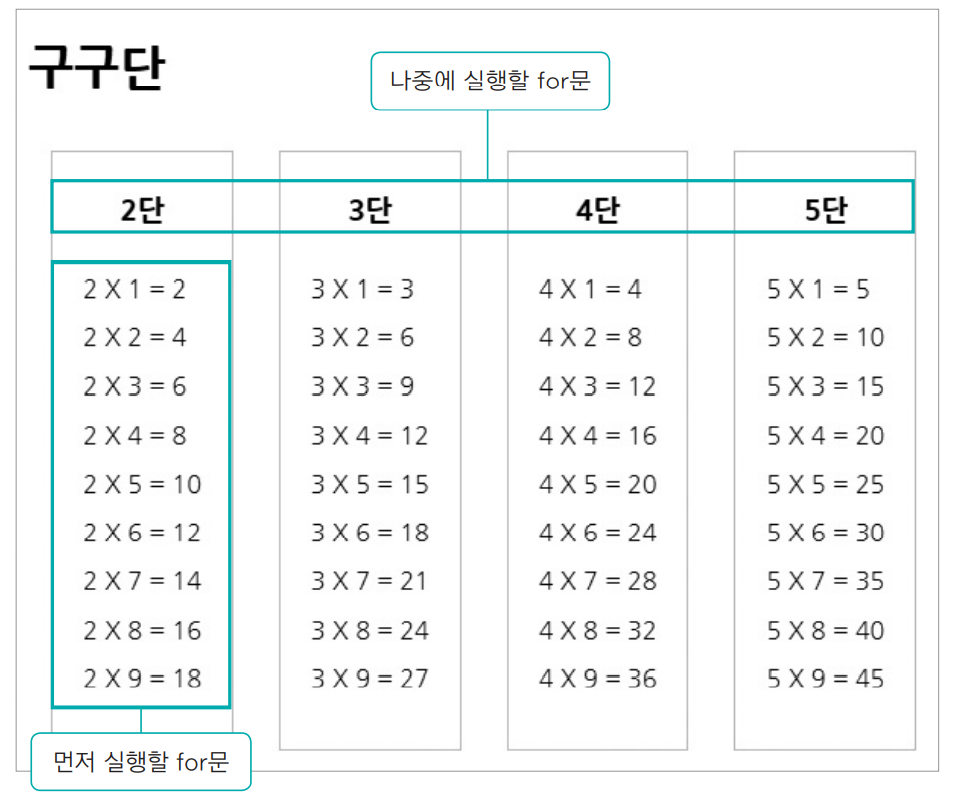 구구단
나중에 실행할 for문
2단 3단 4단 5단
2 X 1 = 2 3 X 1 = 3 4 X 1 = 4 5 X 1 = 5
2 X 2 = 4 3 X 2 = 6 4 X 2 = 8 5 X 2 = 10
2 X 3 = 6 3 X 3 = 9 4 X 3 = 12 5 X 3 = 15
2 X 4 = 8 3 X 4 = 12 4 X 4 = 16 5 X 4 = 20
2 X 5 = 10 3 X 5 = 15 4 X 5 = 20 5 X 5 = 25
2 X 6 = 12 3 X 6 = 18 4 X 6 = 24 5 X 6 = 30
2 X 7 = 14 3 X 7 = 21 4 X 7 = 28 5 X 7 = 35
2 X 8 = 16 3 X 8 = 24 4 X 8 = 32 5 X 8 = 40
2 X 9 = 18 3 X 9 = 27 4 X 9 = 36 5 X 9 = 45
먼저 실행할 for문